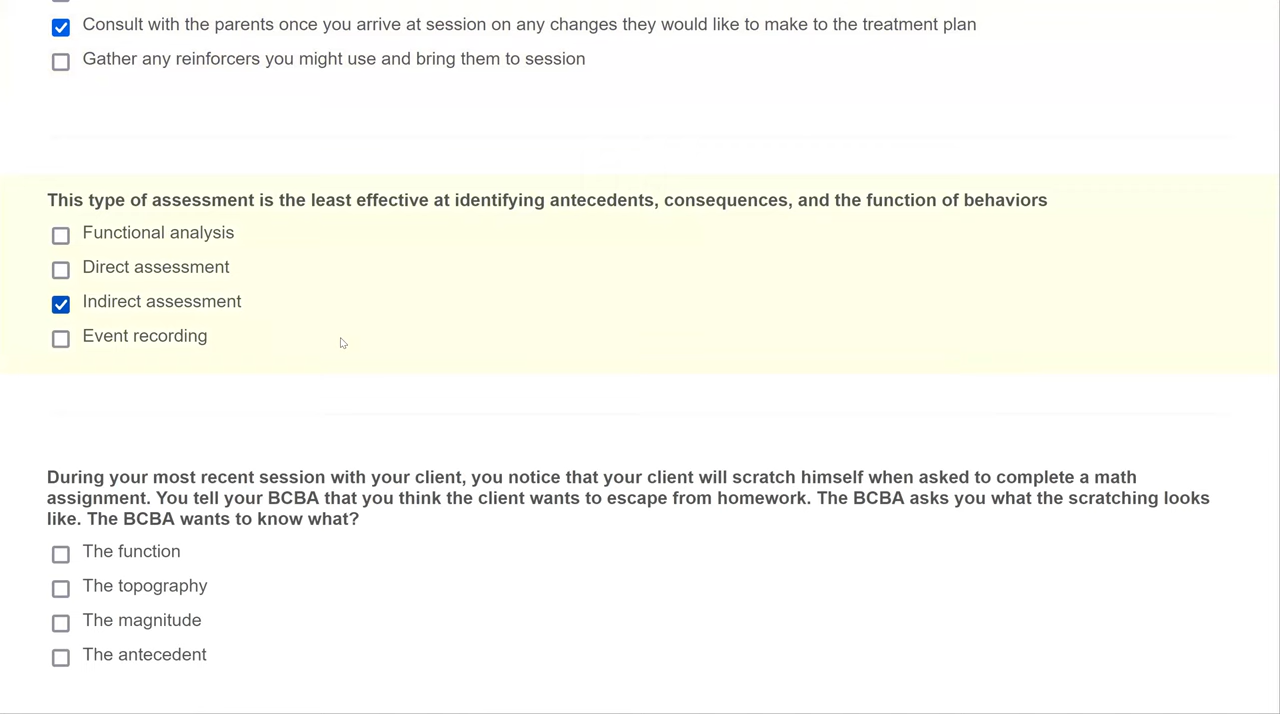 Consult with the parents once you arrive at session on any changes they would like to make to the treatment plan
Gather any reinforcers you might use and bring them to session
This type of assessment is the least effective at identifying antecedents, consequences, and the function of behaviors
Functional analysis
Direct assessment
Indirect assessment
Event recording
During your most recent session with your client, you notice that your client will scratch himself when asked to complete a math
assignment. You tell your BCBA that you think the client wants to escape from homework. The BCBA asks you what the scratching looks
like. The BCBA wants to know what?
The function
The topography
The magnitude
The antecedent